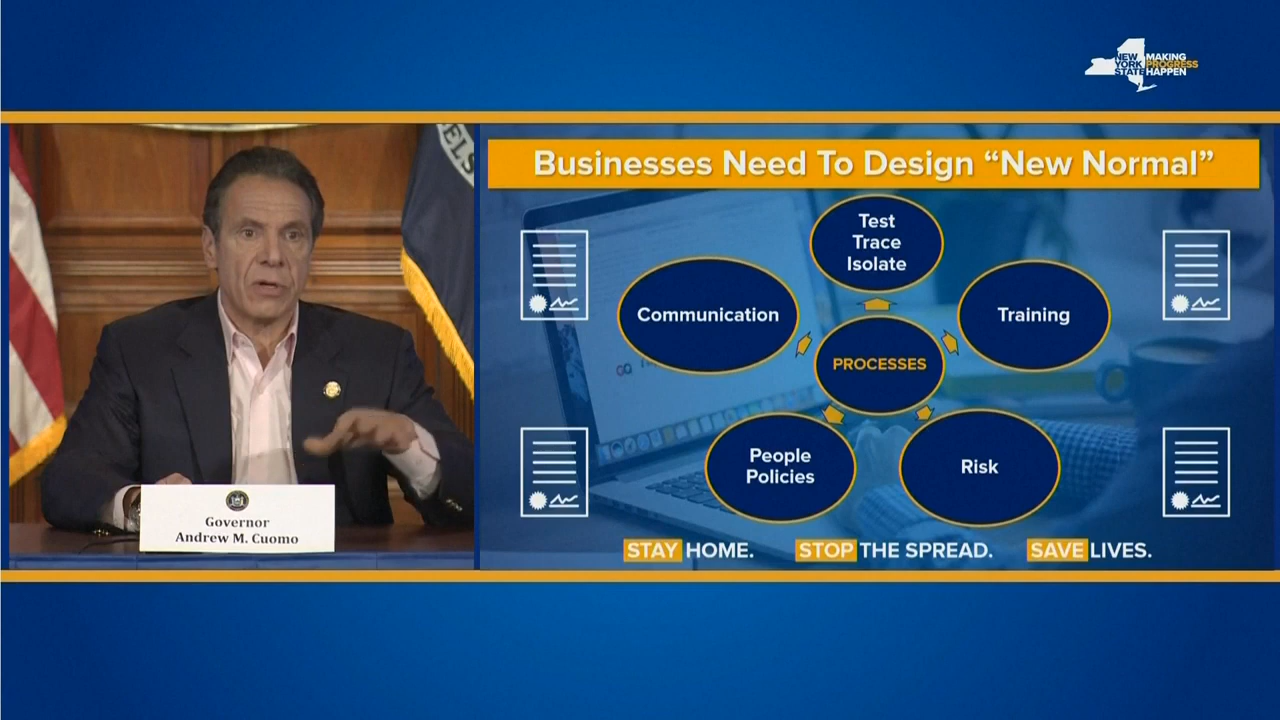 NEW
YORK
STATE
MAKING
PROGRESS
HAPPEN
ELS
Businesses Need To Design “New Normal”
Test
Trace
Isolate
Communication
Training
PROCESSES
People
Policies
Risk
Governor
Andrew M. Cuomo
STAY HOME. STOP THE SPREAD. SAVE LIVES.